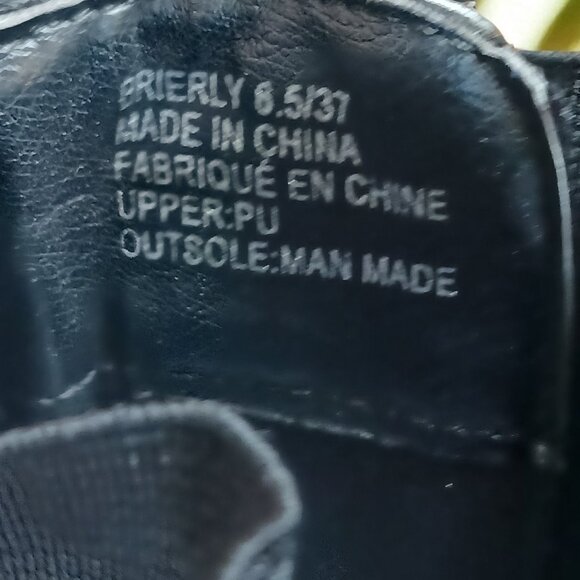 BRIERLY 6.5/37
MADE IN CHINA
FABRIQUÉ EN CHINE
UPPER:PU
OUTSOLE:MAN MADE